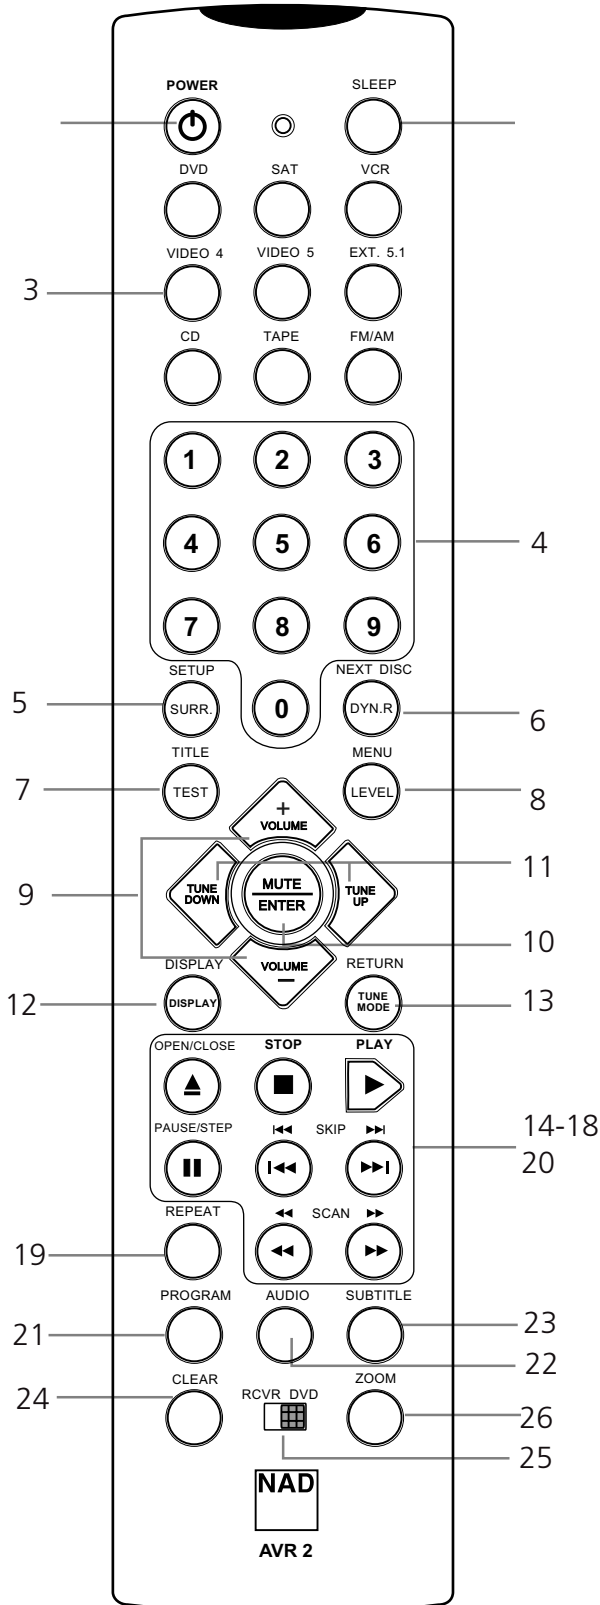 POWER SLEEP
DVD SAT VCR
VIDEO 4 VIDEO 5 EXT. 5.1
3
CD TAPE FM/AM
1 2 3
4 5 6
4
7 8 9
SETUP NEXT DISC
5 SURR. 0 DYN.R 6
TITLE MENU
7 TEST LEVEL 8
+
VOLUME
11
9 TUNE DOWN MUTE ENTER TUNE UP
10
DISPLAY VOLUME RETURN
–
12 DISPLAY TUNE MODE 13
OPEN/CLOSE STOP PLAY
14-18
PAUSE/STEP SKIP
20
REPEAT SCAN
19
PROGRAM AUDIO SUBTITLE
21 23
22
CLEAR ZOOM
24 RCVR DVD 26
25
NAD
AVR 2